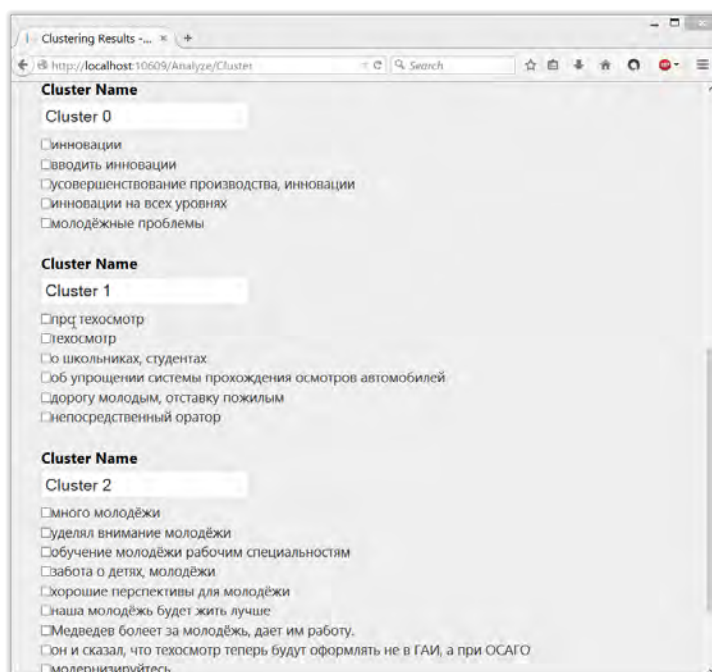 Clustering Results -... × +
http://localhost:10609/Analyze/Cluster Search
Cluster Name
Cluster 0
инновации
вводить инновации
усовершенствование производства, инновации
инновации на всех уровнях
молодёжные проблемы
Cluster Name
Cluster 1
про техосмотр
техосмотр
о школьниках, студентах
об упрощении системы прохождения осмотров автомобилей
дорогу молодым, отставку пожилым
непосредственный оратор
Cluster Name
Cluster 2
много молодёжи
уделял внимание молодёжи
обучение молодёжи рабочим специальностям
забота о детях, молодёжи
хорошие перспективы для молодёжи
наша молодёжь будет жить лучше
Медведев болеет за молодёжь, дает им работу.
он и сказал, что техосмотр теперь будут оформлять не в ГАИ, а при ОСАГО
модернизируйтесь